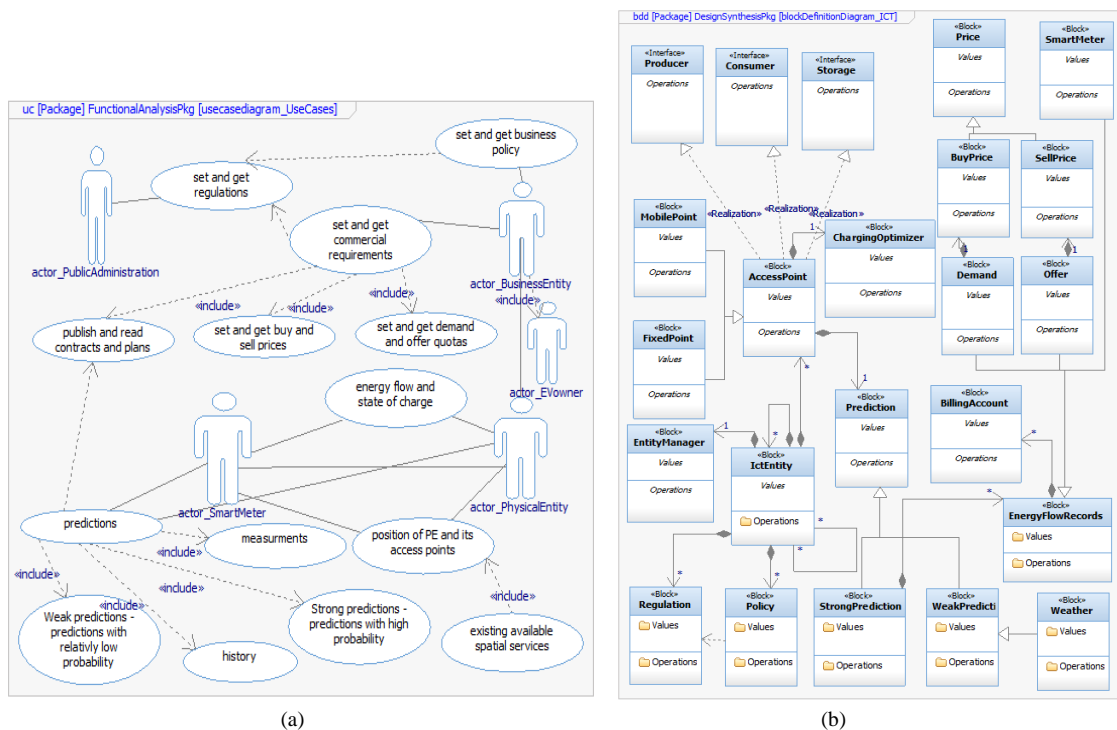 uc [Package] FunctionalAnalysisPkg [usecasediagram_UseCases]
set and get business
policy
set and get
regulations
set and get
commercial
requirements
actor_PublicAdministration
actor_BusinessEntity
«include»
«include»
«include»
«include»
publish and read
contracts and plans
set and get buy and
sell prices
set and get demand
and offer quotas
actor_EVowner
energy flow and
state of charge
actor_SmartMeter
actor_PhysicalEntity
predictions
measurments
position of PE and its
access points
«include»
«include»
«include»
«include»
«include»
Weak predictions -
predictions with
relativly low
probability
history
Strong predictions -
predictions with high
probability
existing available
spatial services
(a)
bdd [Package] DesignSynthesisPkg [blockDefinitionDiagram_ICT]
«Interface»
Producer
Operations
«Interface»
Consumer
Operations
«Interface»
Storage
Operations
«Block»
Price
Values
Operations
«Block»
SmartMeter
Values
Operations
«Block»
BuyPrice
Values
Operations
«Block»
SellPrice
Values
Operations
«Block»
MobilePoint
Values
Operations
«Realization»
«Realization»
«Realization»
1
«Block»
ChargingOptimizer
Values
Operations
«Block»
AccessPoint
Values
Operations
1
1
«Block»
Demand
Values
Operations
«Block»
Offer
Values
Operations
«Block»
FixedPoint
Values
Operations
*
1
«Block»
Prediction
Values
Operations
«Block»
BillingAccount
Values
Operations
«Block»
EntityManager
Values
Operations
1
*
«Block»
IctEntity
Values
Operations
*
*
*
*
*
*
«Block»
EnergyFlowRecords
Values
Operations
«Block»
Regulation
Values
Operations
«Block»
Policy
Values
Operations
«Block»
StrongPrediction
Values
Operations
«Block»
WeakPredicti
Values
Operations
«Block»
Weather
Values
Operations
(b)